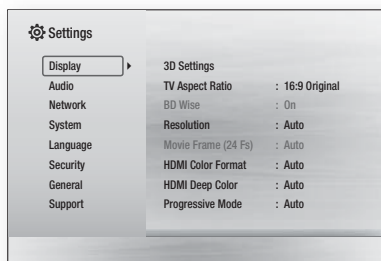 Settings
Display
Audio
Network
System
Language
Security
General
Support
3D Settings
TV Aspect Ratio : 16:9 Original
BD Wise : On
Resolution : Auto
Movie Frame (24 Fs) : Auto
HDMI Color Format : Auto
HDMI Deep Color : Auto
Progressive Mode : Auto